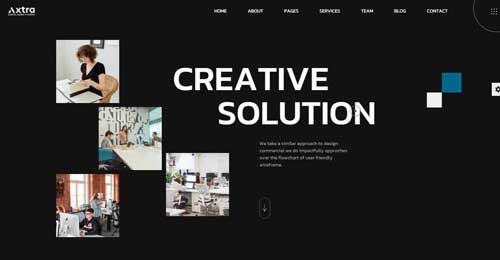 Axtra
HOME ABOUT PAGES SERVICES TEAM BLOG CONTACT
CREATIVE
SOLUTION
We take a similar approach to design
commercial we do impactfully approches
over the flowchart of user friendly
wireframe.